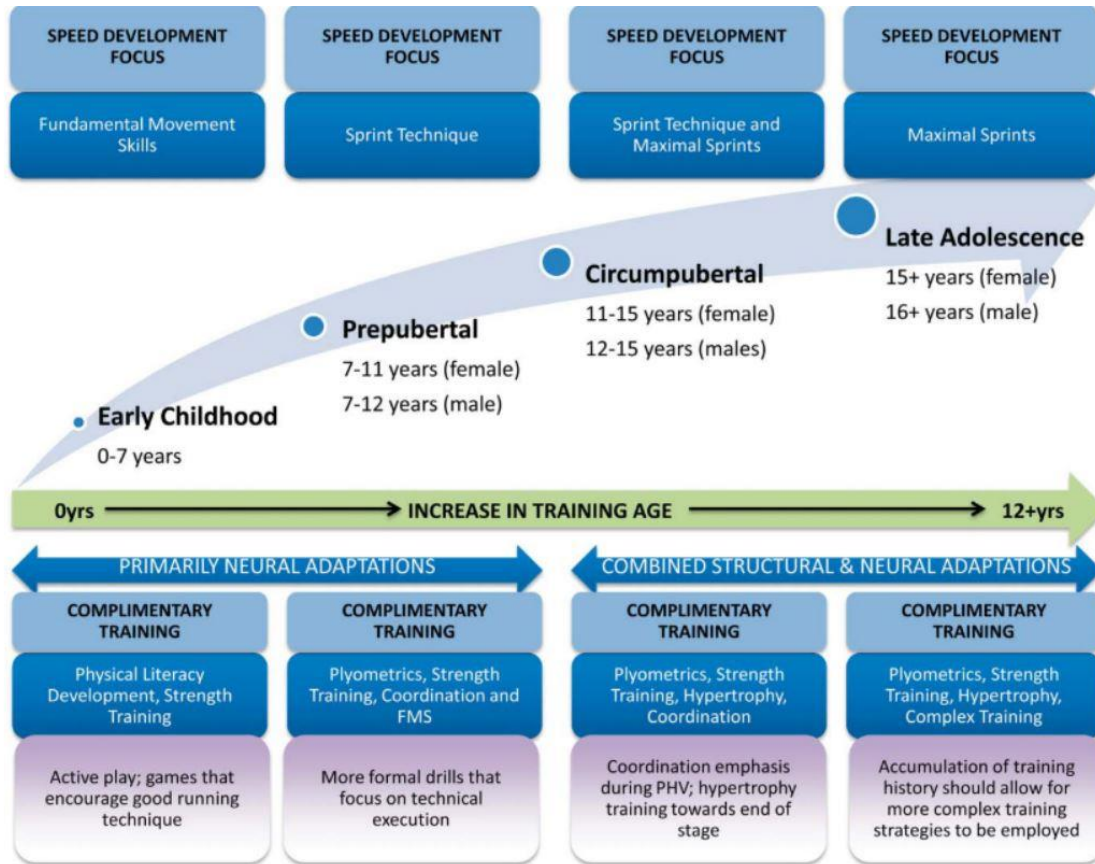 SPEED DEVELOPMENT
FOCUS
Fundamental Movement
Skills
SPEED DEVELOPMENT
FOCUS
Sprint Technique
SPEED DEVELOPMENT
FOCUS
Sprint Technique and
Maximal Sprints
SPEED DEVELOPMENT
FOCUS
Maximal Sprints
Early Childhood
0-7 years
Prepubertal
7-11 years (female)
7-12 years (male)
Circumpubertal
11-15 years (female)
12-15 years (males)
Late Adolescence
15+ years (female)
16+ years (male)
0yrs INCREASE IN TRAINING AGE 12+yrs
PRIMARILY NEURAL ADAPTATIONS
COMBINED STRUCTURAL & NEURAL ADAPTATIONS
COMPLIMENTARY
TRAINING
Physical Literacy
Development, Strength
Training
Active play; games that
encourage good running
technique
COMPLIMENTARY
TRAINING
Plyometrics, Strength
Training, Coordination and
FMS
More formal drills that
focus on technical
execution
COMPLIMENTARY
TRAINING
Plyometrics, Strength
Training, Hypertrophy,
Coordination
Coordination emphasis
during PHV; hypertrophy
training towards end of
stage
COMPLIMENTARY
TRAINING
Plyometrics, Strength
Training, Hypertrophy,
Complex Training
Accumulation of training
history should allow for
more complex training
strategies to be employed